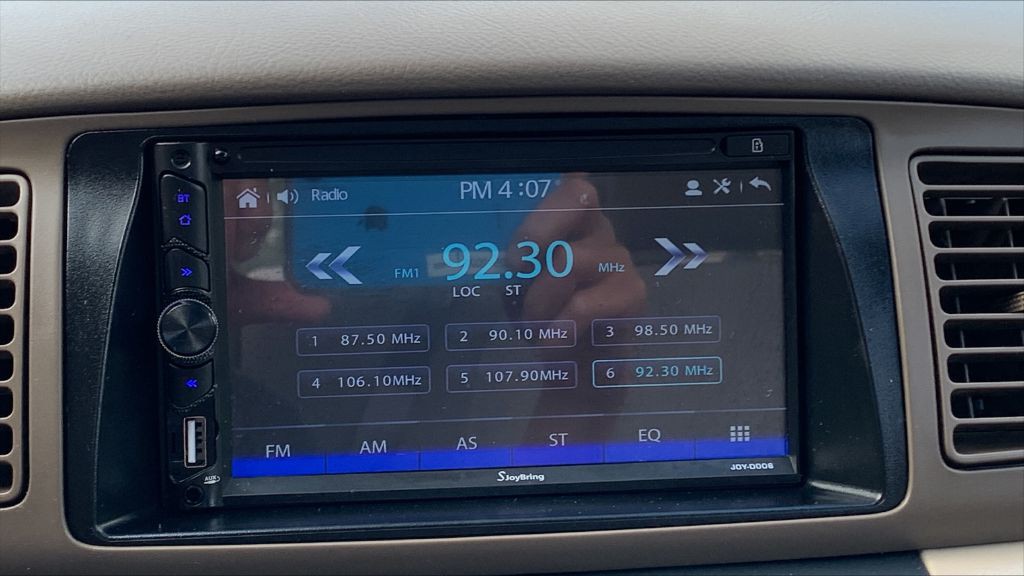 BT
Radio
PM 4:07
FM1 92.30 MHz
LOC ST
1 87.50 MHz
2 90.10 MHz
3 98.50 MHz
4 106.10MHz
5 107.90MHz
6 92.30 MHz
FM AM AS ST EQ
AUX
SJoyBring
JOY-D006